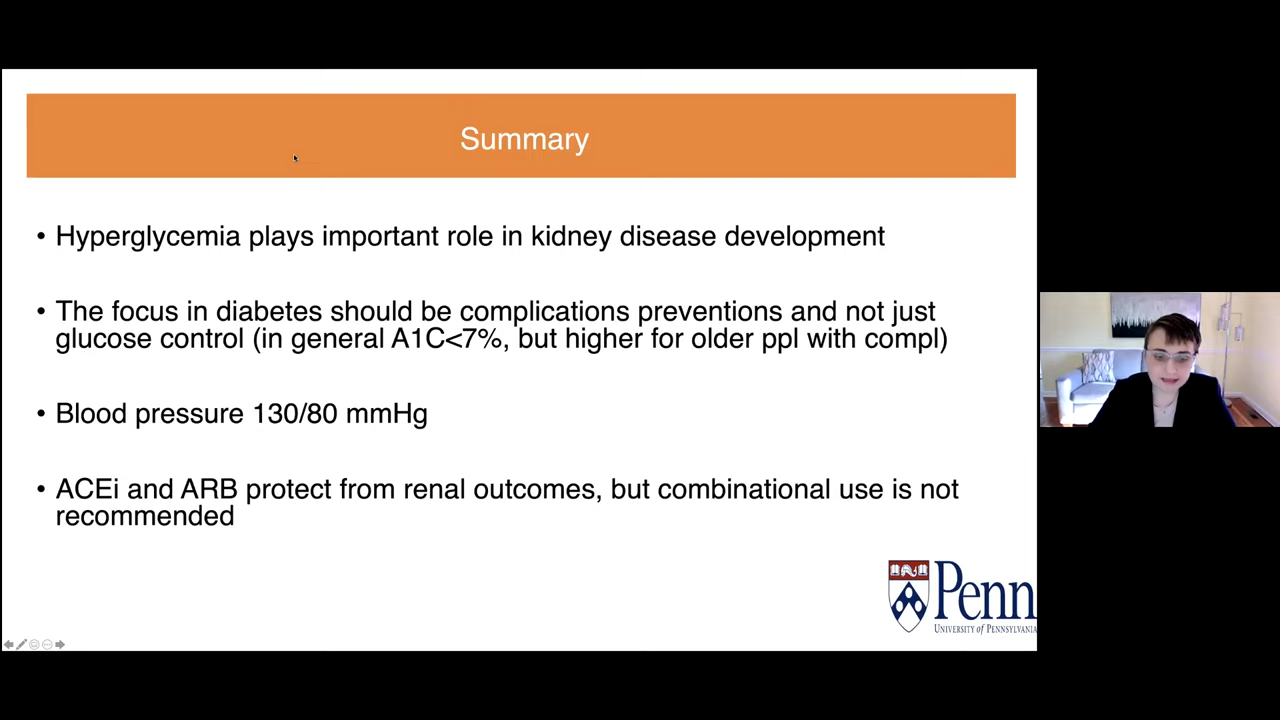 Summary
• Hyperglycemia plays important role in kidney disease development
• The focus in diabetes should be complications preventions and not just
glucose control (in general A1C<7%, but higher for older ppl with compl)
• Blood pressure 130/80 mmHg
• ACEi and ARB protect from renal outcomes, but combinational use is not
recommended
Penn
UNIVERSITY of PENNSYLVANIA